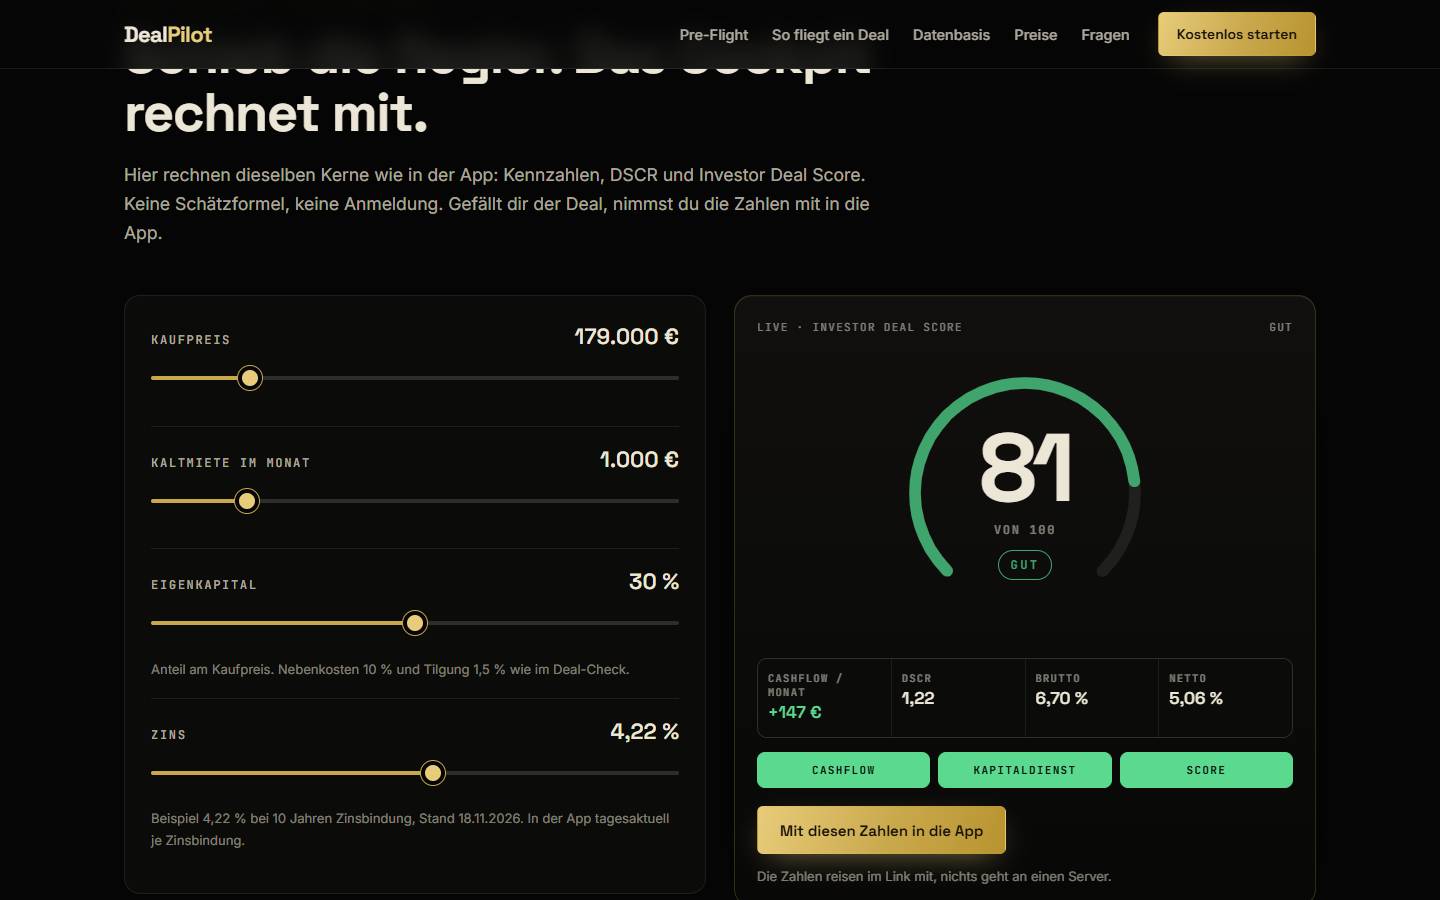 DealPilot
Pre-Flight
So fliegt ein Deal
Datenbasis
Preise
Fragen
Kostenlos starten
rechnet mit.
Hier rechnen dieselben Kerne wie in der App: Kennzahlen, DSCR und Investor Deal Score.
Keine Schätzformel, keine Anmeldung. Gefällt dir der Deal, nimmst du die Zahlen mit in die
App.
KAUFPREIS
179.000 €
KALTMIETE IM MONAT
1.000 €
EIGENKAPITAL
30 %
Anteil am Kaufpreis. Nebenkosten 10 % und Tilgung 1,5 % wie im Deal-Check.
ZINS
4,22 %
Beispiel 4,22 % bei 10 Jahren Zinsbindung, Stand 18.11.2026. In der App tagesaktuell
je Zinsbindung.
LIVE · INVESTOR DEAL SCORE
GUT
81
VON 100
GUT
CASHFLOW /
MONAT
+147 €
DSCR
1,22
BRUTTO
6,70 %
NETTO
5,06 %
CASHFLOW
KAPITALDIENST
SCORE
Mit diesen Zahlen in die App
Die Zahlen reisen im Link mit, nichts geht an einen Server.